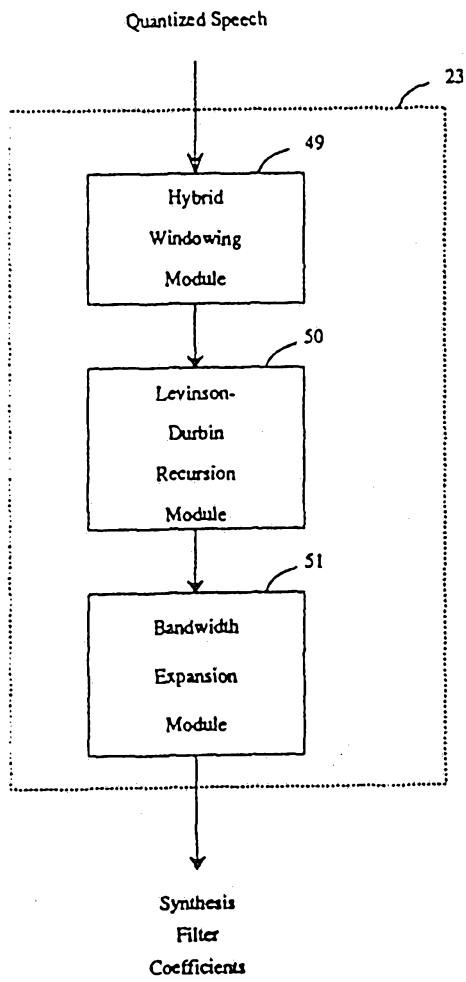 Quantized Speech
23
49
Hybrid
Windowing
Module
50
Levinson-
Durbin
Recursion
Module
51
Bandwidth
Expansion
Module
Synthesis
Filter
Coefficients